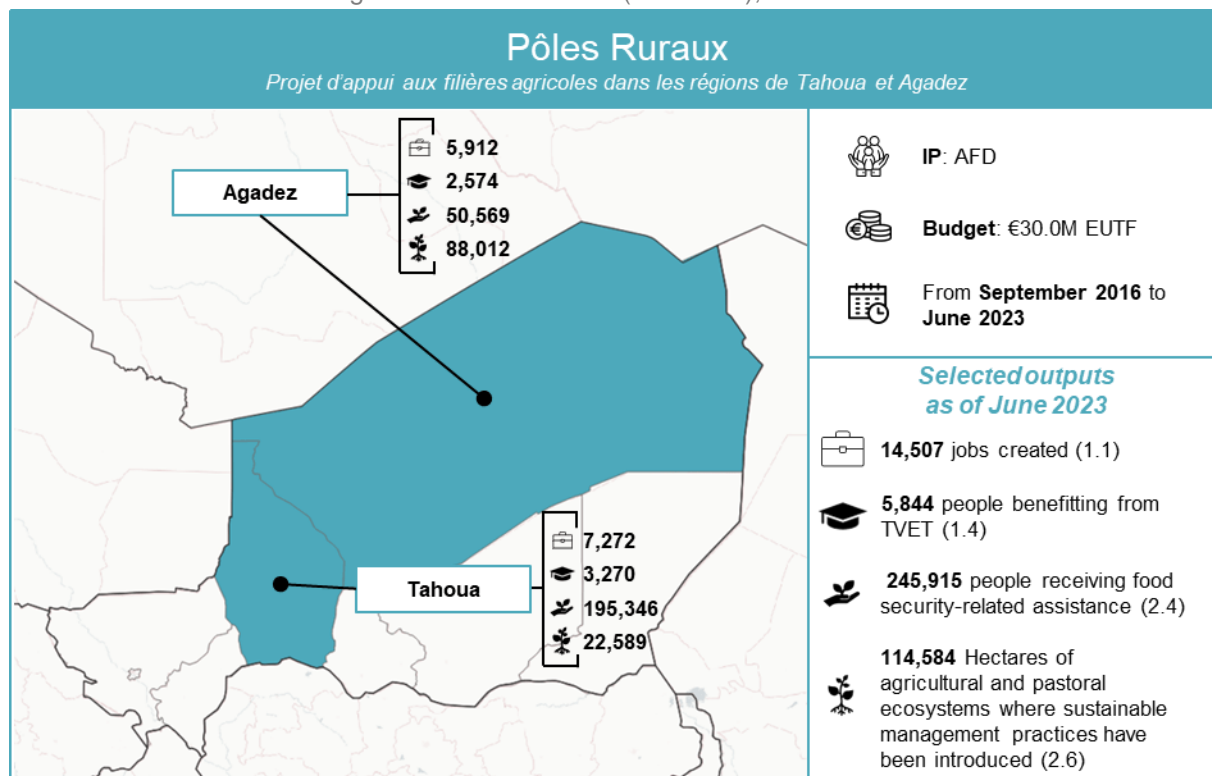 Pôles Ruraux
Projet d'appui aux filières agricoles dans les régions de Tahoua et Agadez
Agadez
5,912
2,574
50,569
88,012
Tahoua
7,272
3,270
195,346
22,589
IP: AFD
Budget: €30.0M EUTF
From September 2016 to
June 2023
Selected outputs
as of June 2023
14,507 jobs created (1.1)
5,844 people benefitting from
TVET (1.4)
245,915 people receiving food
security-related assistance (2.4)
114,584 Hectares of
agricultural and pastoral
ecosystems where sustainable
management practices have
been introduced (2.6)